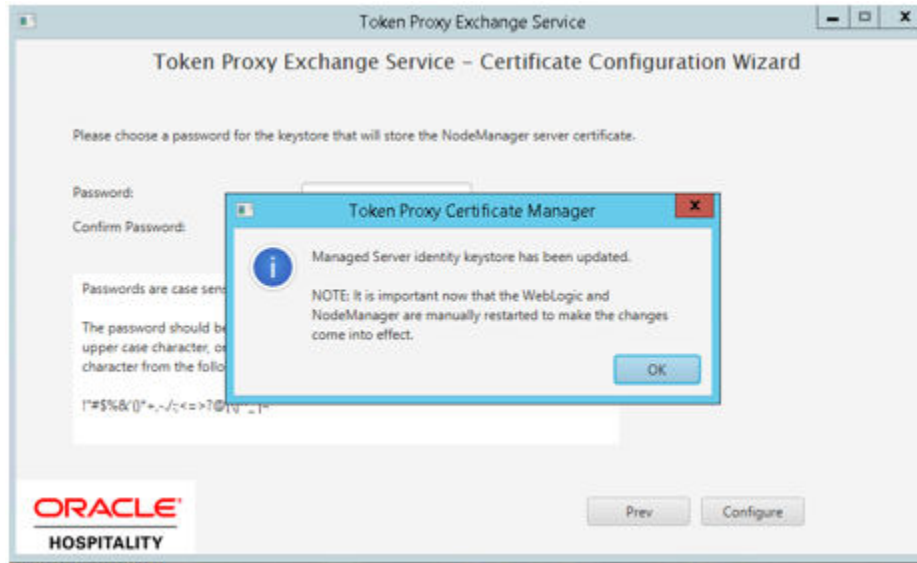 Token Proxy Exchange Service
Token Proxy Exchange Service - Certificate Configuration Wizard
Please choose a password for the keystore that will store the NodeManager server certificate.
Password:
Confirm Password:
Token Proxy Certificate Manager
Managed Server identity keystore has been updated.
NOTE: It is important now that the WebLogic and
NodeManager are manually restarted to make the changes
come into effect.
OK
Passwords are case
The password should
upper case character,
character from the
Prev
Configure
ORACLE
HOSPITALITY